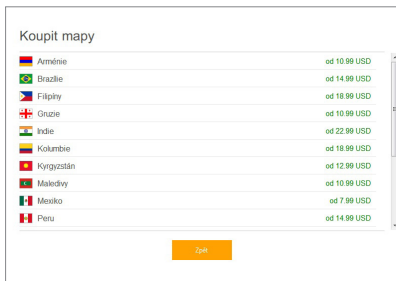 Koupit mapy
Arménie od 10.99 USD
Brazílie od 14.99 USD
Filipíny od 18.99 USD
Gruzie od 10.99 USD
Indie od 22.99 USD
Kolumbie od 18.99 USD
Kyrgyzstán od 12.99 USD
Maledivy od 10.99 USD
Mexiko od 7.99 USD
Peru od 14.99 USD
Zpět